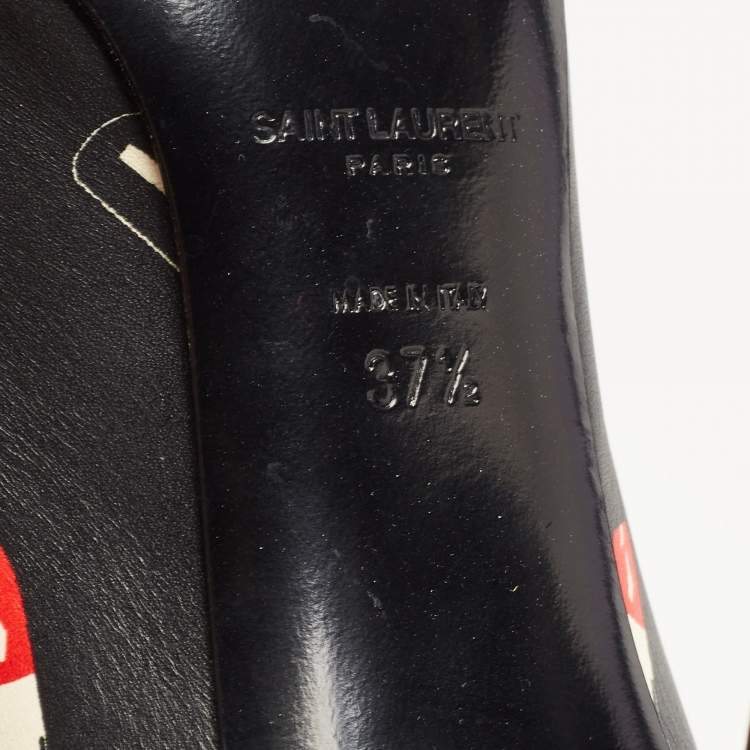 SAINT LAURENT
PARIS
MADE IN ITALY
37½